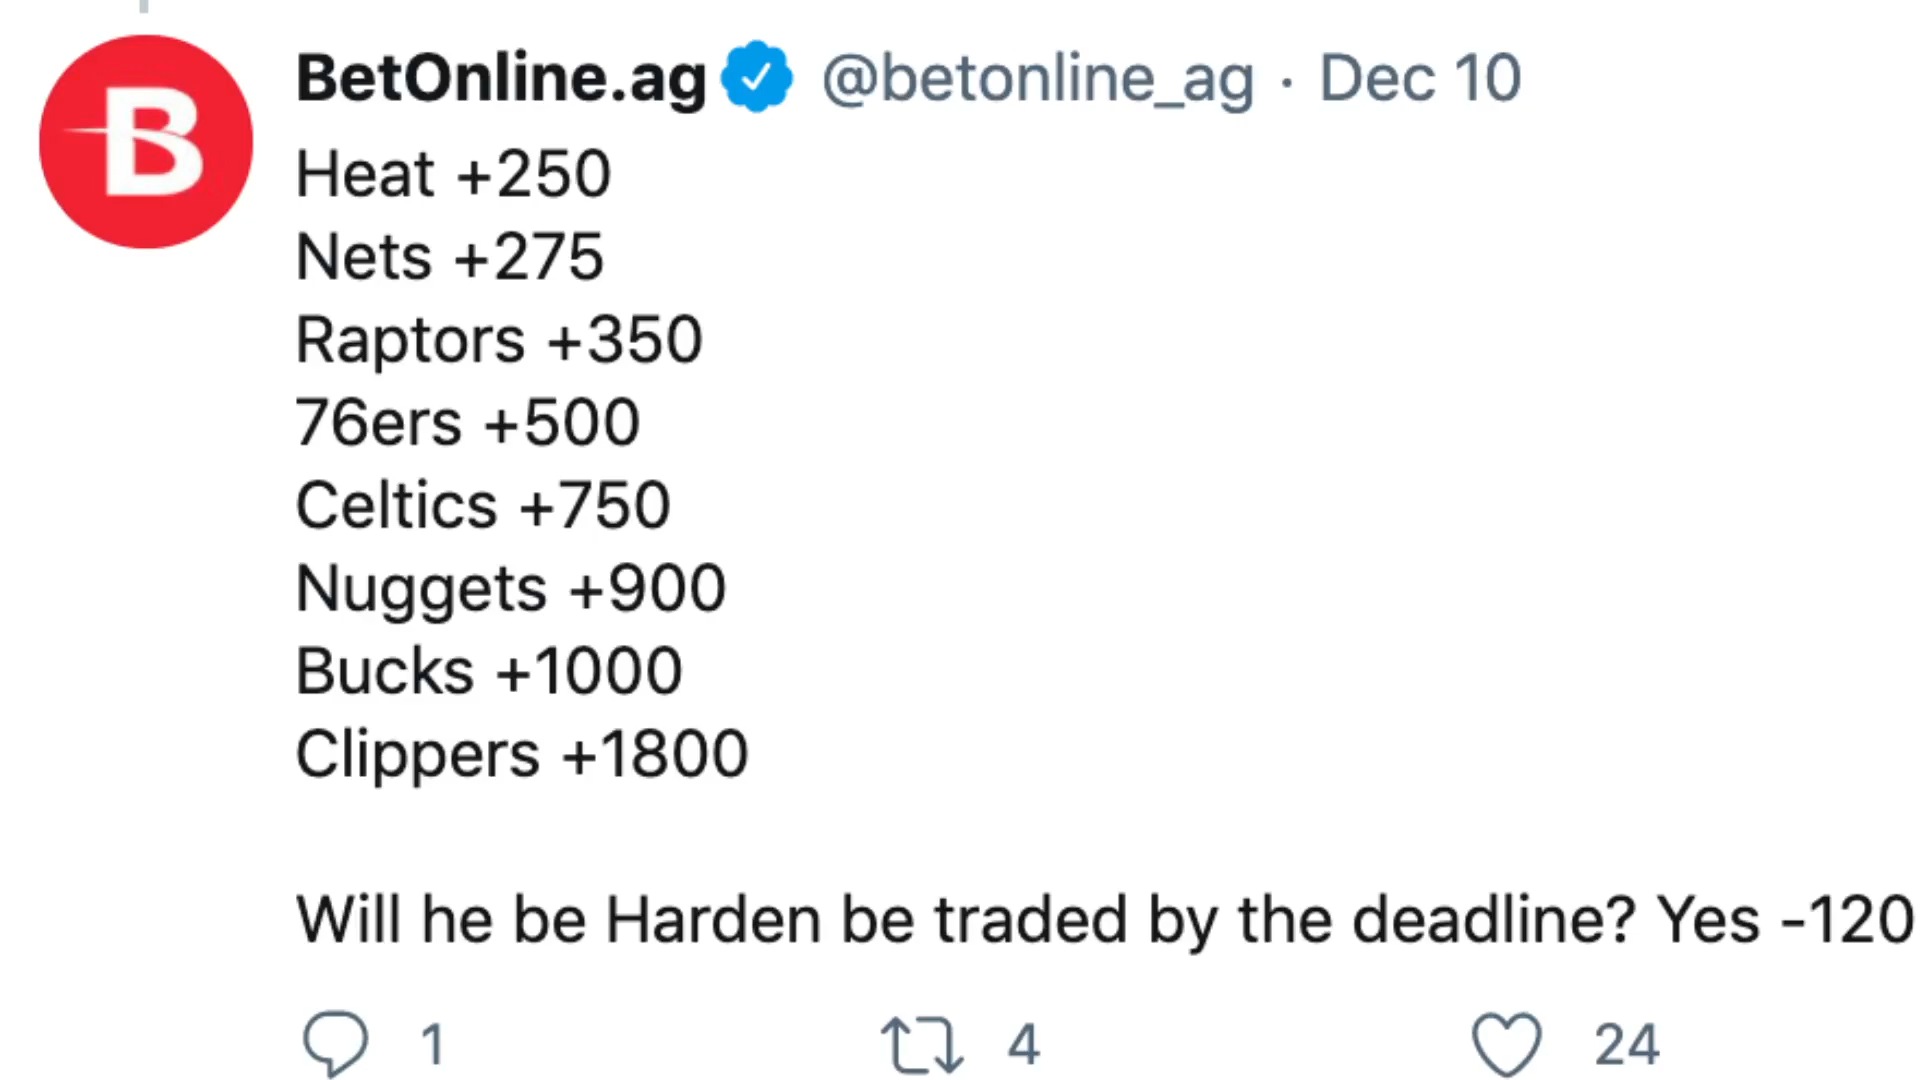 BetOnline.ag @betonline_ag · Dec 10
Heat +250
Nets +275
Raptors +350
76ers +500
Celtics +750
Nuggets +900
Bucks +1000
Clippers +1800
Will he be Harden be traded by the deadline? Yes -120
1 4 24